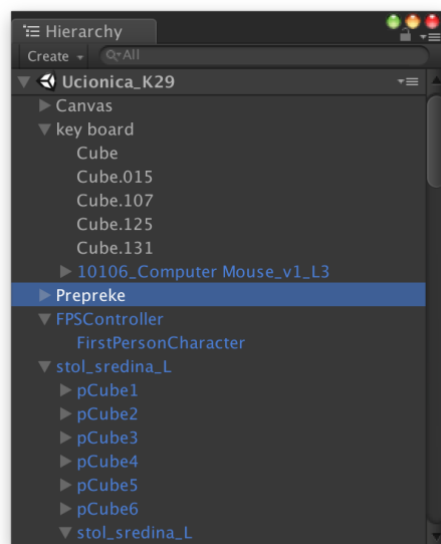 Hierarchy
Create All
Ucionica_K29
Canvas
key board
Cube
Cube.015
Cube.107
Cube.125
Cube.131
10106_Computer Mouse_v1_L3
Prepreke
FPSController
FirstPersonCharacter
stol_sredina_L
pCube1
pCube2
pCube3
pCube4
pCube5
pCube6
stol_sredina_L